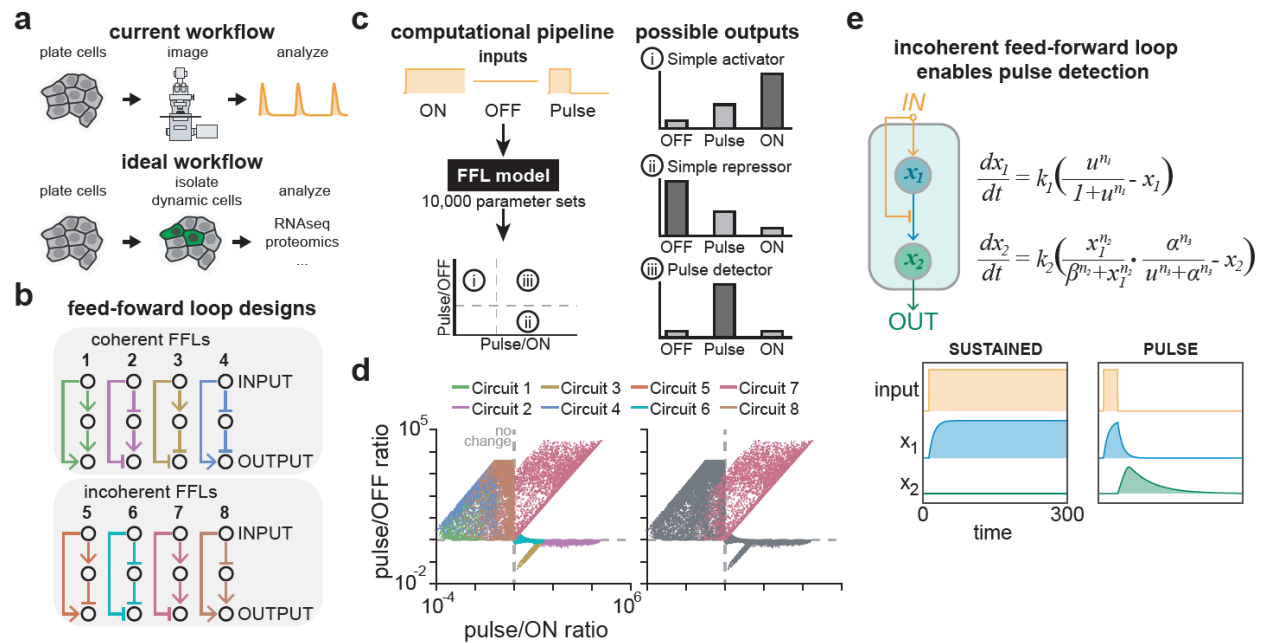 a
current workflow
plate cells
image
analyze
ideal workflow
plate cells
isolate
dynamic cells
analyze
RNAseq
proteomics
...
b
feed-foward loop designs
coherent FFLs
1 2 3 4
INPUT
OUTPUT
incoherent FFLs
5 6 7 8
INPUT
OUTPUT
c
computational pipeline
inputs
ON OFF Pulse
FFL model
10,000 parameter sets
Pulse/OFF
i iii
ii
Pulse/ON
possible outputs
i Simple activator
OFF Pulse ON
ii Simple repressor
OFF Pulse ON
iii Pulse detector
OFF Pulse ON
d
Circuit 1 Circuit 3 Circuit 5 Circuit 7
Circuit 2 Circuit 4 Circuit 6 Circuit 8
no
change
10^5
pulse/OFF ratio
10^-2
10^-4
10^6
pulse/ON ratio
e
incoherent feed-forward loop
enables pulse detection
IN
x₁
x₂
OUT
dx₁/dt = k₁(u^n₁/(1+u^n₁) - x₁)
dx₂/dt = k₂(x₁^n₂/(β^n₂+x₁^n₂) · α^n₃/(u^n₃+α^n₃) - x₂)
SUSTAINED PULSE
input
x₁
x₂
0 300
time